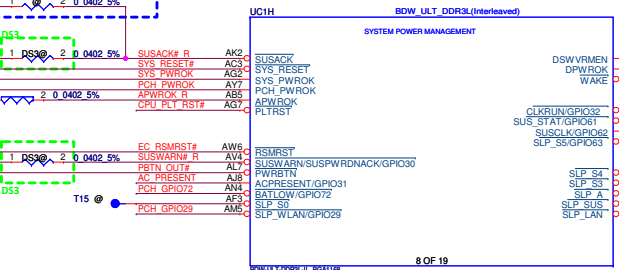 @
UC1H
BDW_ULT_DDR3L(Interleaved)
SYSTEM POWER MANAGEMENT
DS3
1 DS3@ 2 0_0402_5%
SUSACK#_R AK2 SUSACK
SYS_RESET# AC3 SYS_RESET
SYS_PWROK AG2 SYS_PWROK
PCH_PWROK AY7 PCH_PWROK
2 0_0402_5% APWROK_R AB5 APWROK
CPU_PLT_RST# AG7 PLTRST
DSWVRMEN
DPWROK
WAKE
CLKRUN/GPIO32
SUS_STAT/GPIO61
SUSCLK/GPIO62
SLP_S5/GPIO63
EC_RSMRST# AW6 RSMRST
1 DS3@ 2 0_0402_5% SUSWARN#_R AV4 SUSWARN/SUSPWRDNACK/GPIO30
PBTN_OUT# AL7 PWRBTN
AC_PRESENT AJ8 ACPRESENT/GPIO31
PCH_GPIO72 AN4 BATLOW/GPIO72
DS3
T15 @ AF3 SLP_S0
PCH_GPIO29 AM5 SLP_WLAN/GPIO29
SLP_S4
SLP_S3
SLP_A
SLP_SUS
SLP_LAN
8 OF 19